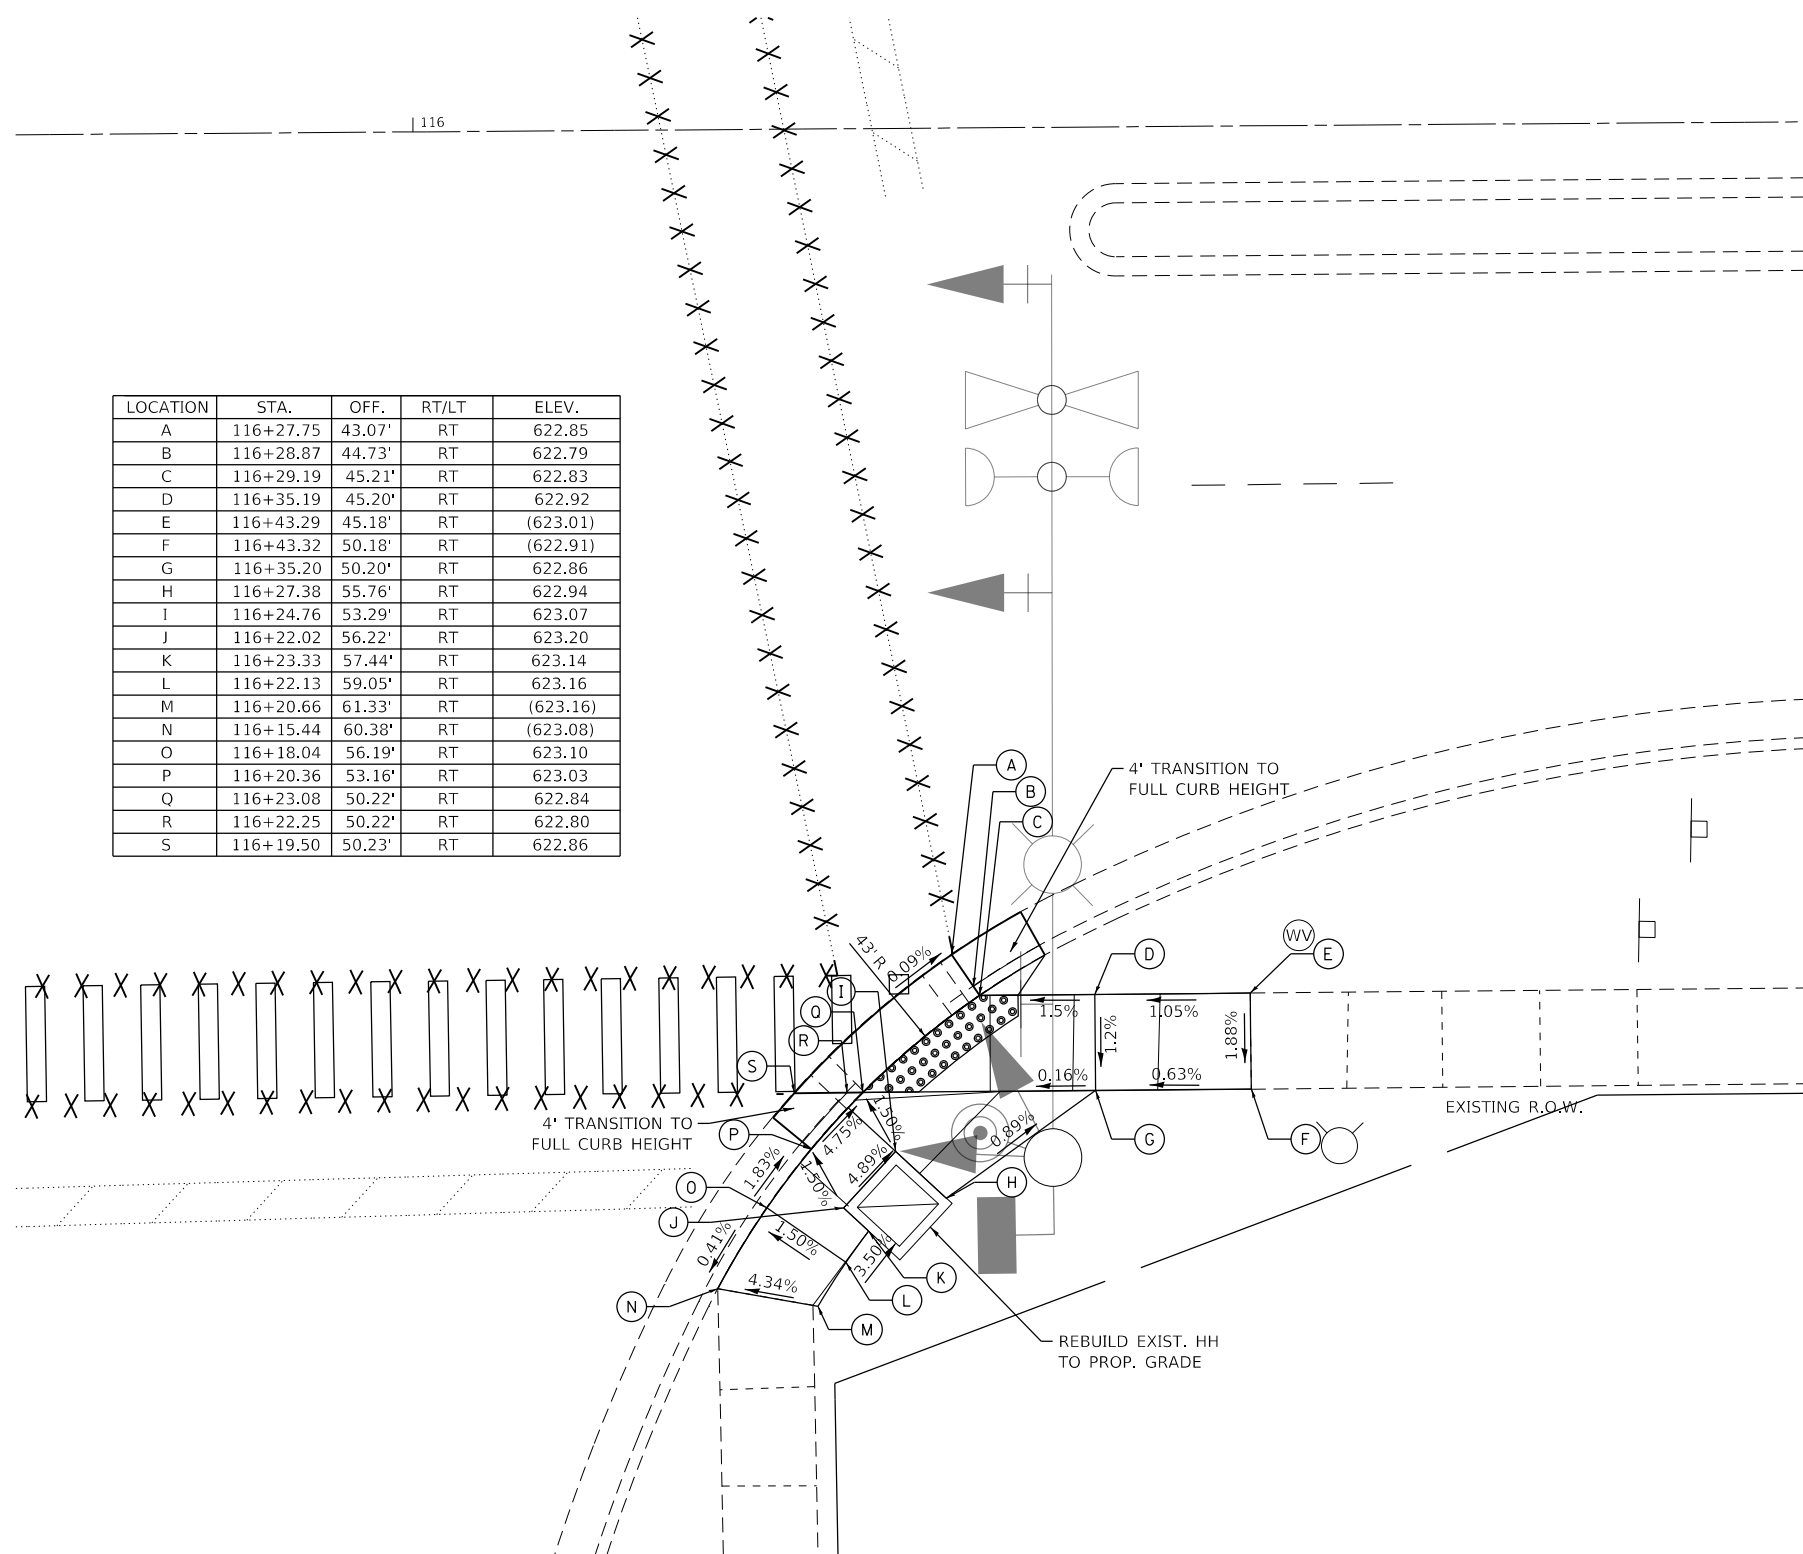 116
LOCATION STA. OFF. RT/LT ELEV.
A 116+27.75 43.07' RT 622.85
B 116+28.87 44.73' RT 622.79
C 116+29.19 45.21' RT 622.83
D 116+35.19 45.20' RT 622.92
E 116+43.29 45.18' RT (623.01)
F 116+43.32 50.18' RT (622.91)
G 116+35.20 50.20' RT 622.86
H 116+27.38 55.76' RT 622.94
I 116+24.76 53.29' RT 623.07
J 116+22.02 56.22' RT 623.20
K 116+23.33 57.44' RT 623.14
L 116+22.13 59.05' RT 623.16
M 116+20.66 61.33' RT (623.16)
N 116+15.44 60.38' RT (623.08)
O 116+18.04 56.19' RT 623.10
P 116+20.36 53.16' RT 623.03
Q 116+23.08 50.22' RT 622.84
R 116+22.25 50.22' RT 622.80
S 116+19.50 50.23' RT 622.86
A
4' TRANSITION TO
FULL CURB HEIGHT
B
C
43' R
0.09%
WV
D
E
I
Q
R
S
1.5%
1.05%
1.2%
1.88%
0.16%
0.63%
EXISTING R.O.W.
4' TRANSITION TO
FULL CURB HEIGHT
P
1.50%
4.75%
0.89%
G
F
1.83%
1.50%
4.89%
O
H
J
0.41%
1.50%
3.50%
4.34%
K
L
N
M
REBUILD EXIST. HH
TO PROP. GRADE